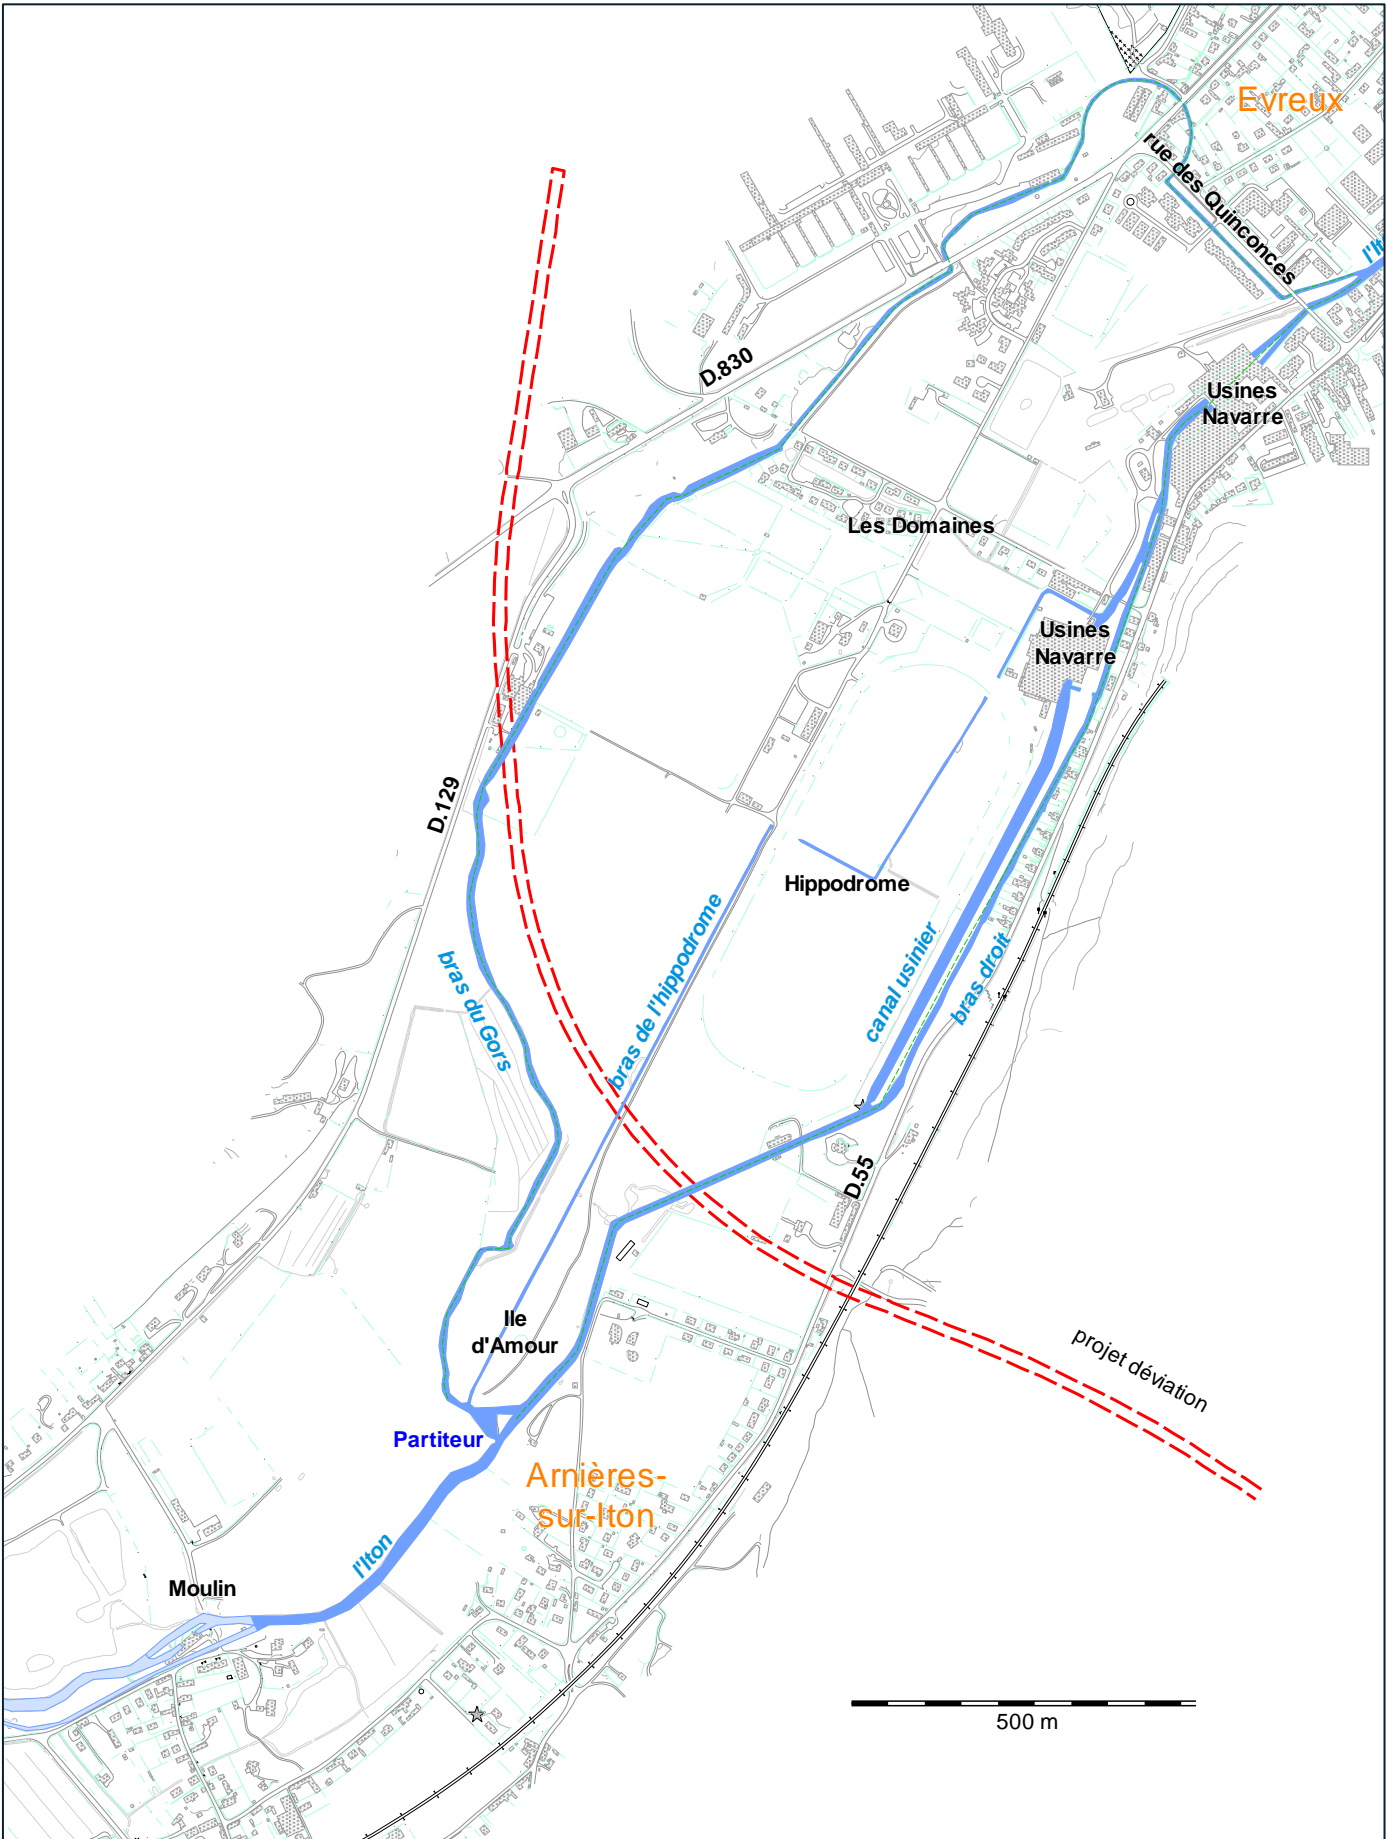 Evreux
rue des Quinconces
D.830
Usines
Navarre
Les Domaines
Usines
Navarre
D.129
Hippodrome
bras du Gors
bras de l'hippodrome
canal usinier
bras droit
D.55
Ile
d'Amour
projet déviation
Partiteur
Arnières-
sur-Iton
l'Iton
Moulin
500 m